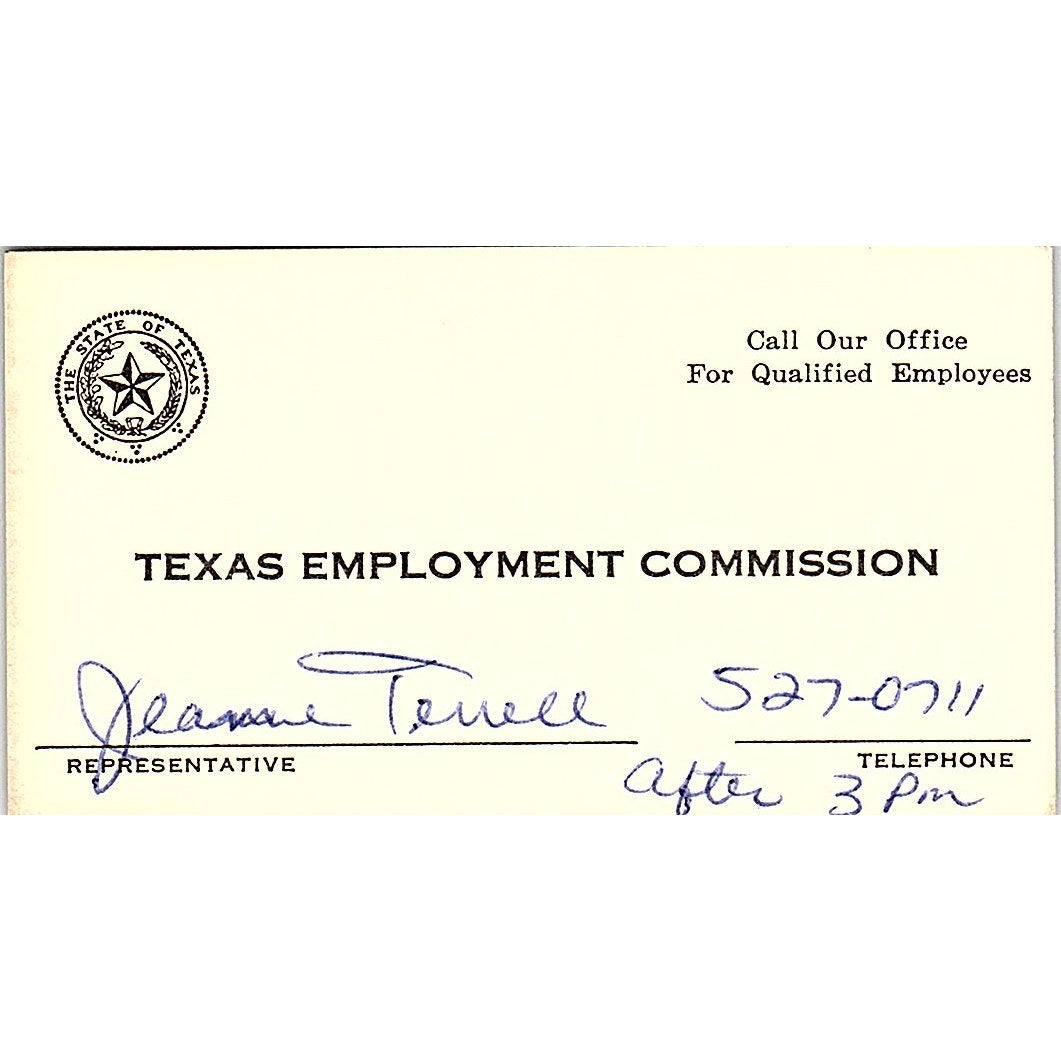 THE STATE OF TEXAS
Call Our Office
For Qualified Employees
TEXAS EMPLOYMENT COMMISSION
Jeanne Terrell 527-0711
REPRESENTATIVE TELEPHONE
After 3 Pm